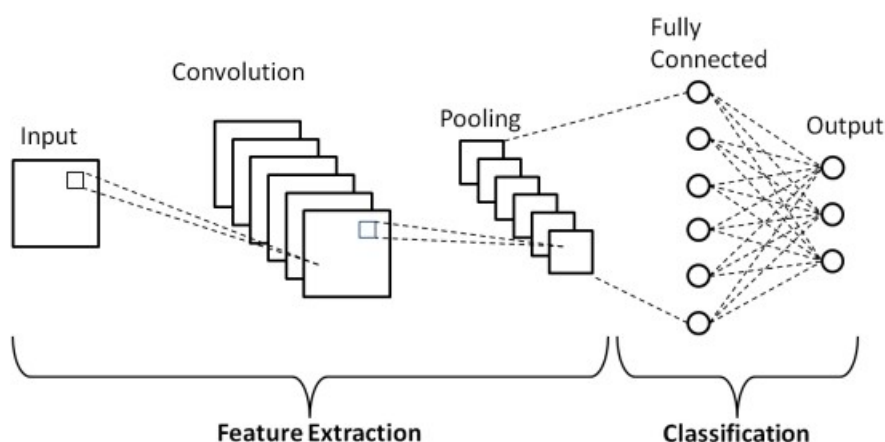 Input
Convolution
Pooling
Fully
Connected
Output
Feature Extraction
Classification